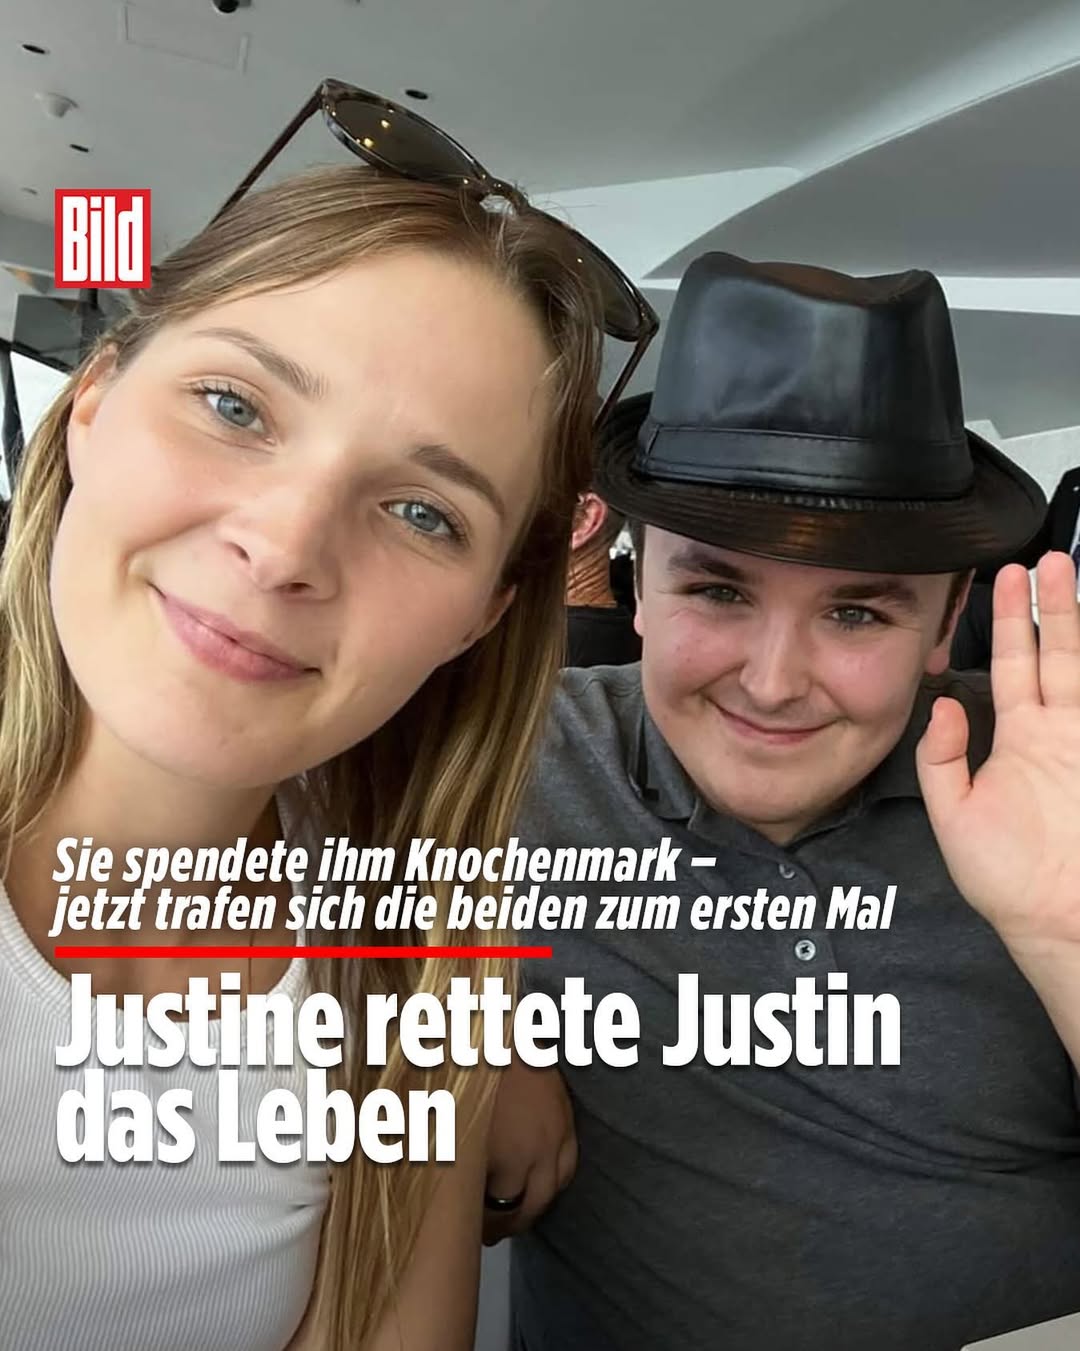 Bild
Sie spendete ihm Knochenmark –
jetzt trafen sich die beiden zum ersten Mal
Justine rettete Justin
das Leben